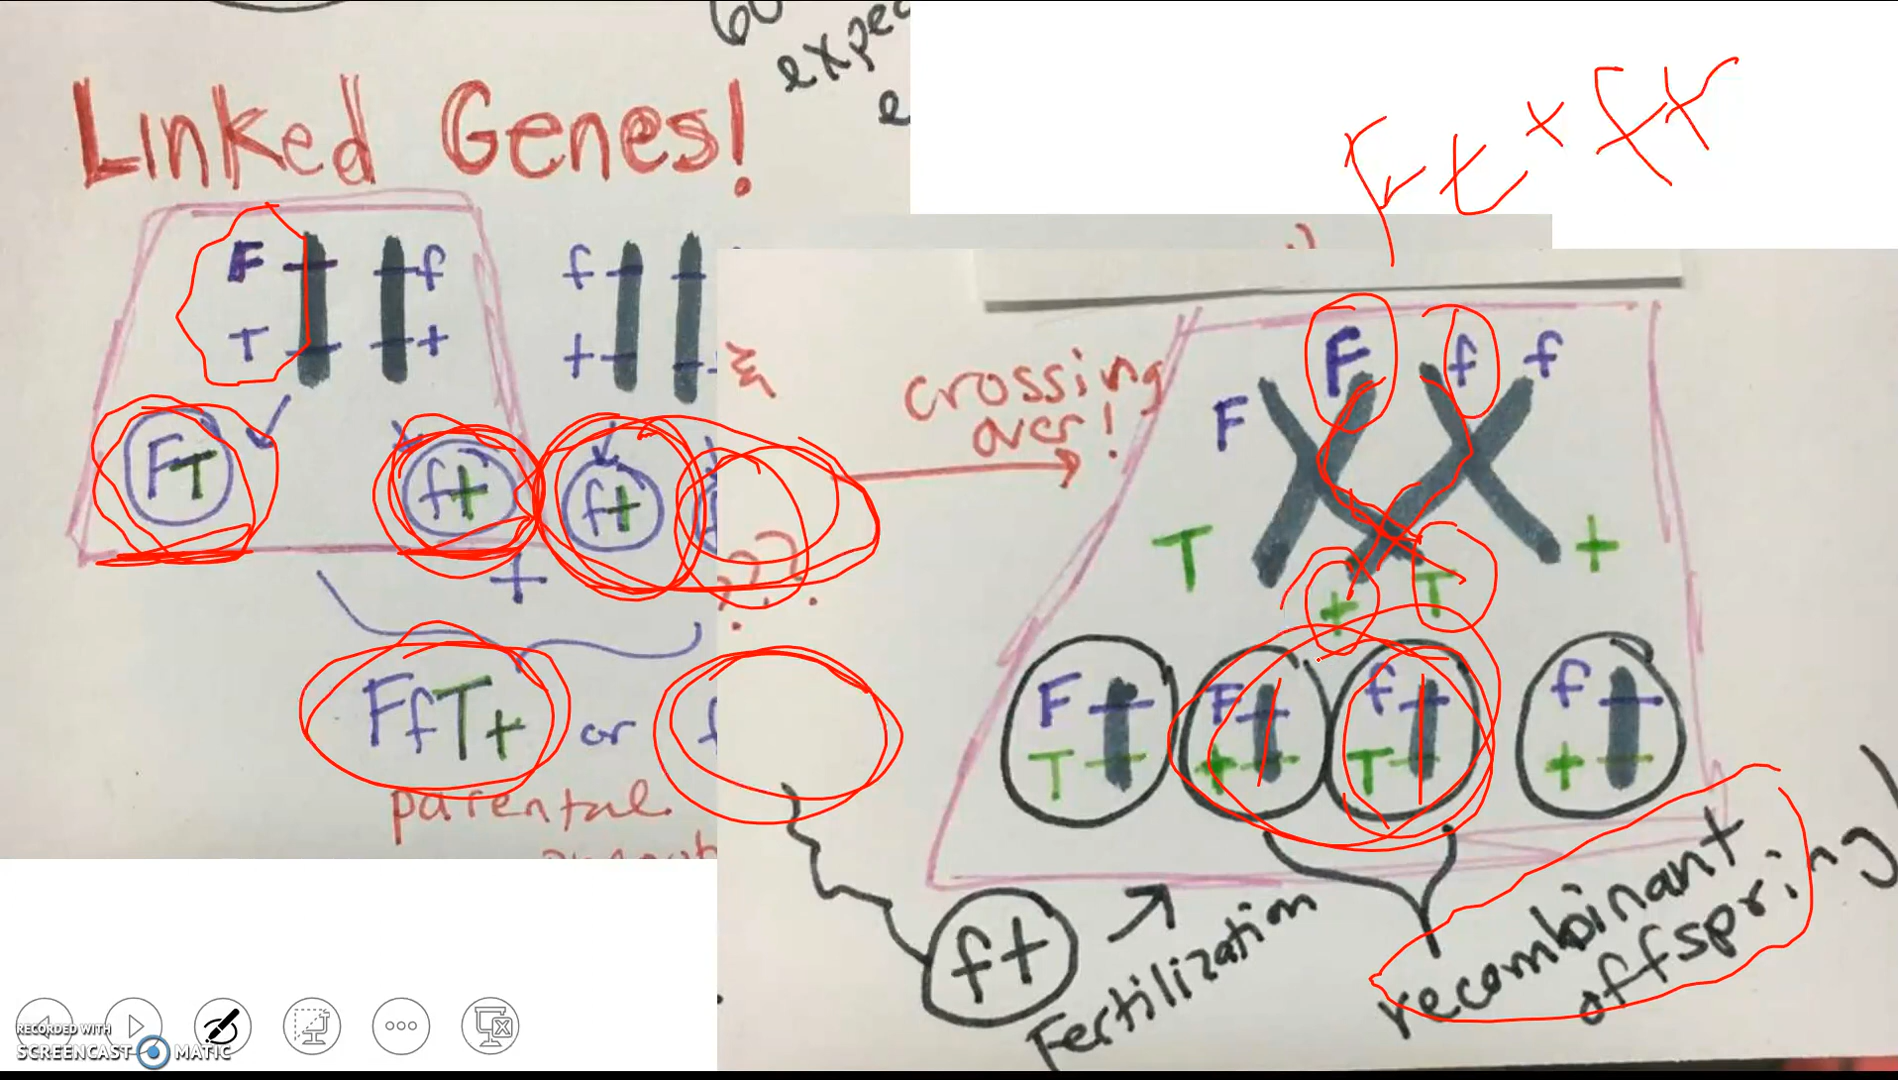 expec
e
Linked Genes!
F f f
T t t
Ft + ft
crossing
over!
F F f f
T t T t
FT ft ft
+
???
FfTt or f
parental
F F f f
T t T t
ft
Fertilization
recombinant
offspring
RECORDED WITH
SCREENCAST MATIC